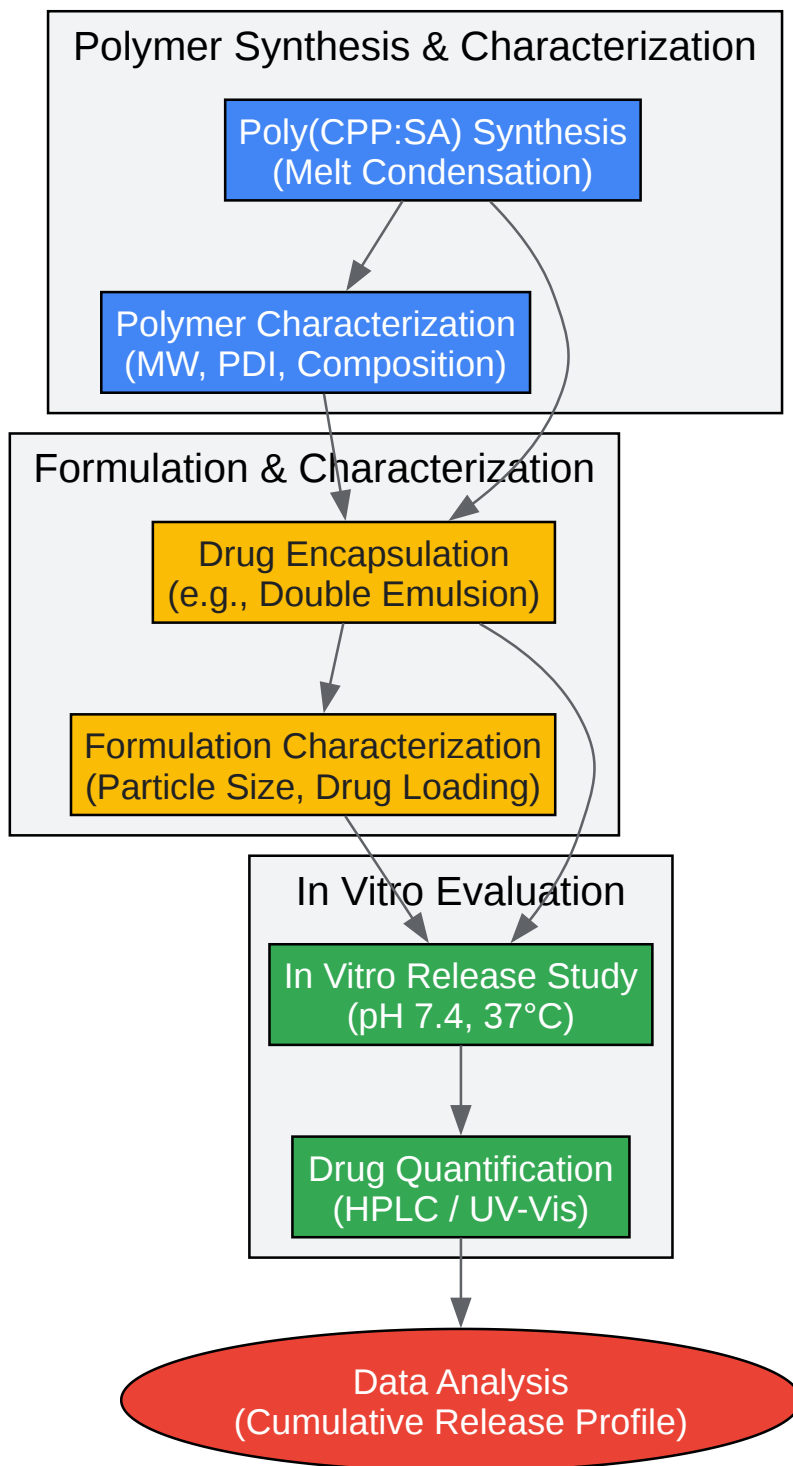 Polymer Synthesis & Characterization
Poly(CPP:SA) Synthesis
(Melt Condensation)
Polymer Characterization
(MW, PDI, Composition)
Formulation & Characterization
Drug Encapsulation
(e.g., Double Emulsion)
Formulation Characterization
(Particle Size, Drug Loading)
In Vitro Evaluation
In Vitro Release Study
(pH 7.4, 37°C)
Drug Quantification
(HPLC / UV-Vis)
Data Analysis
(Cumulative Release Profile)